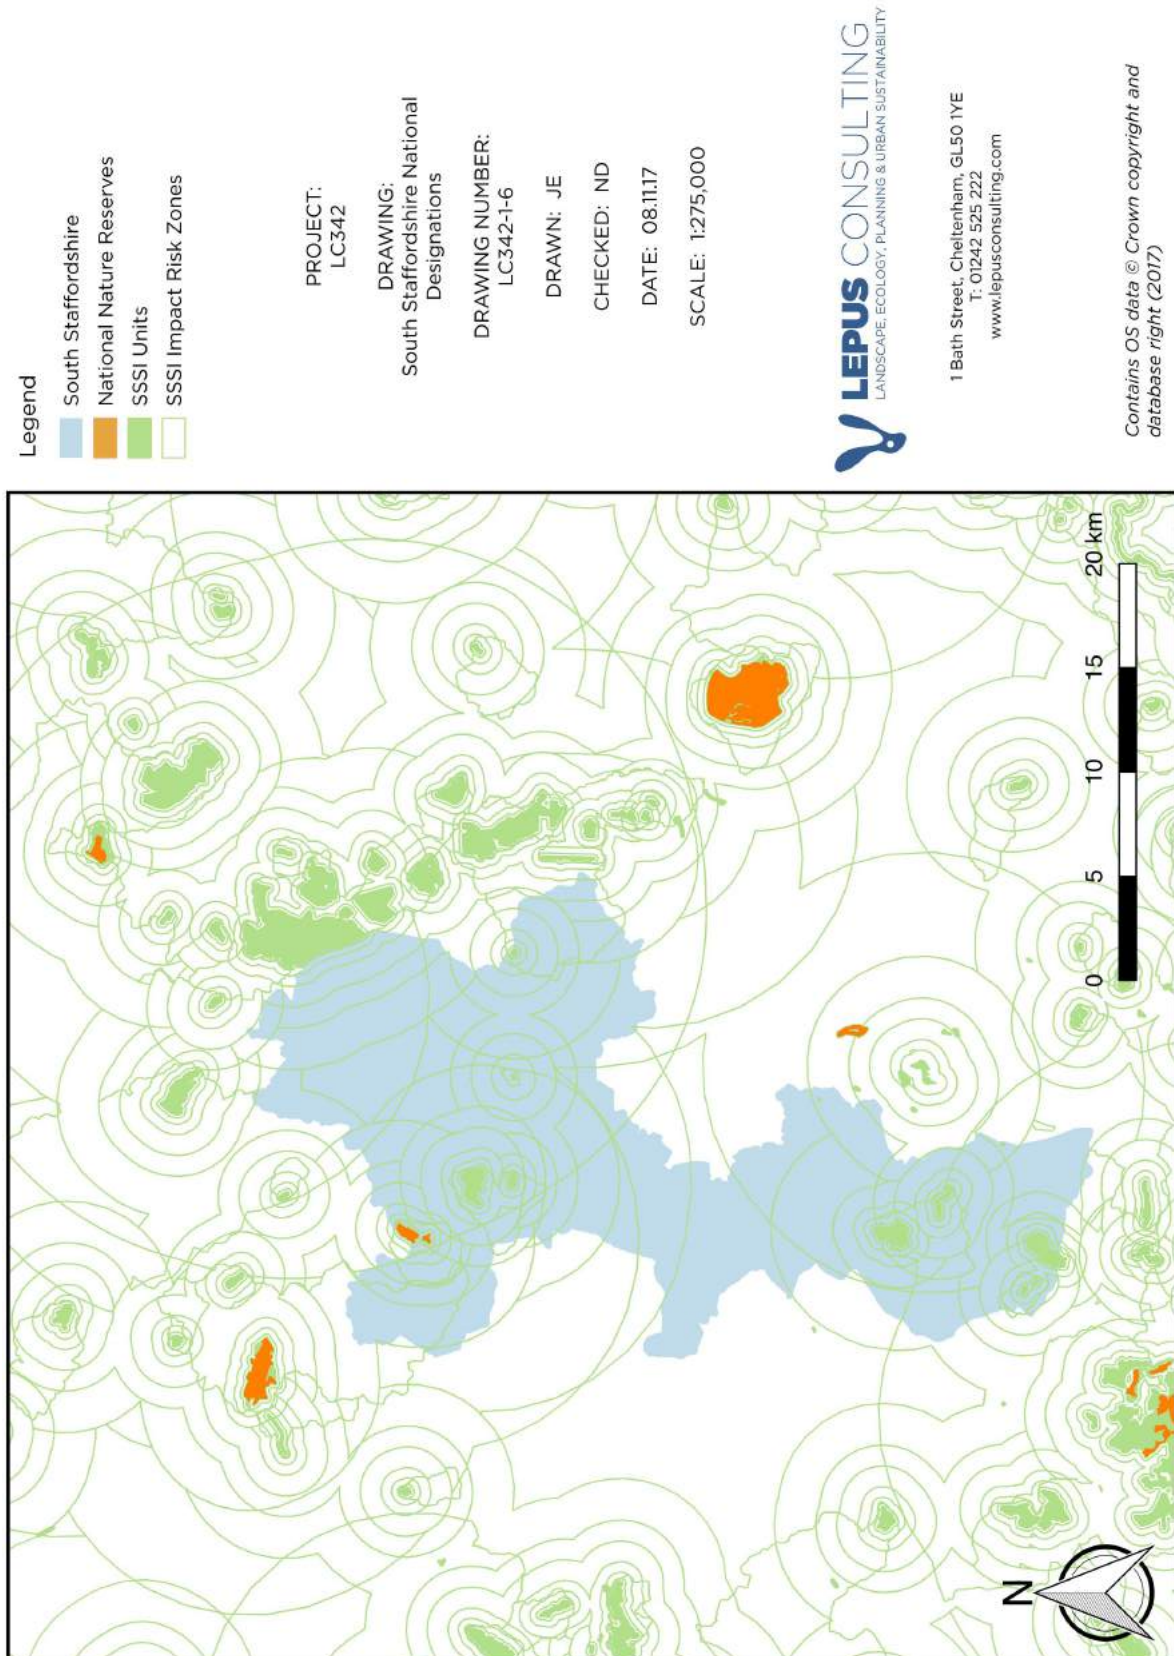 Legend
South Staffordshire
National Nature Reserves
SSSI Units
SSSI Impact Risk Zones
PROJECT:
LC342
DRAWING:
South Staffordshire National
Designations
DRAWING NUMBER:
LC342-1-6
DRAWN: JE
CHECKED: ND
DATE: 08.11.17
SCALE: 1:275,000
LEPUS CONSULTING
LANDSCAPE, ECOLOGY, PLANNING & URBAN SUSTAINABILITY
1 Bath Street, Cheltenham, GL50 1YE
T: 01242 525 222
www.lepusconsulting.com
Contains OS data © Crown copyright and
database right (2017)
N
0 5 10 15 20 km